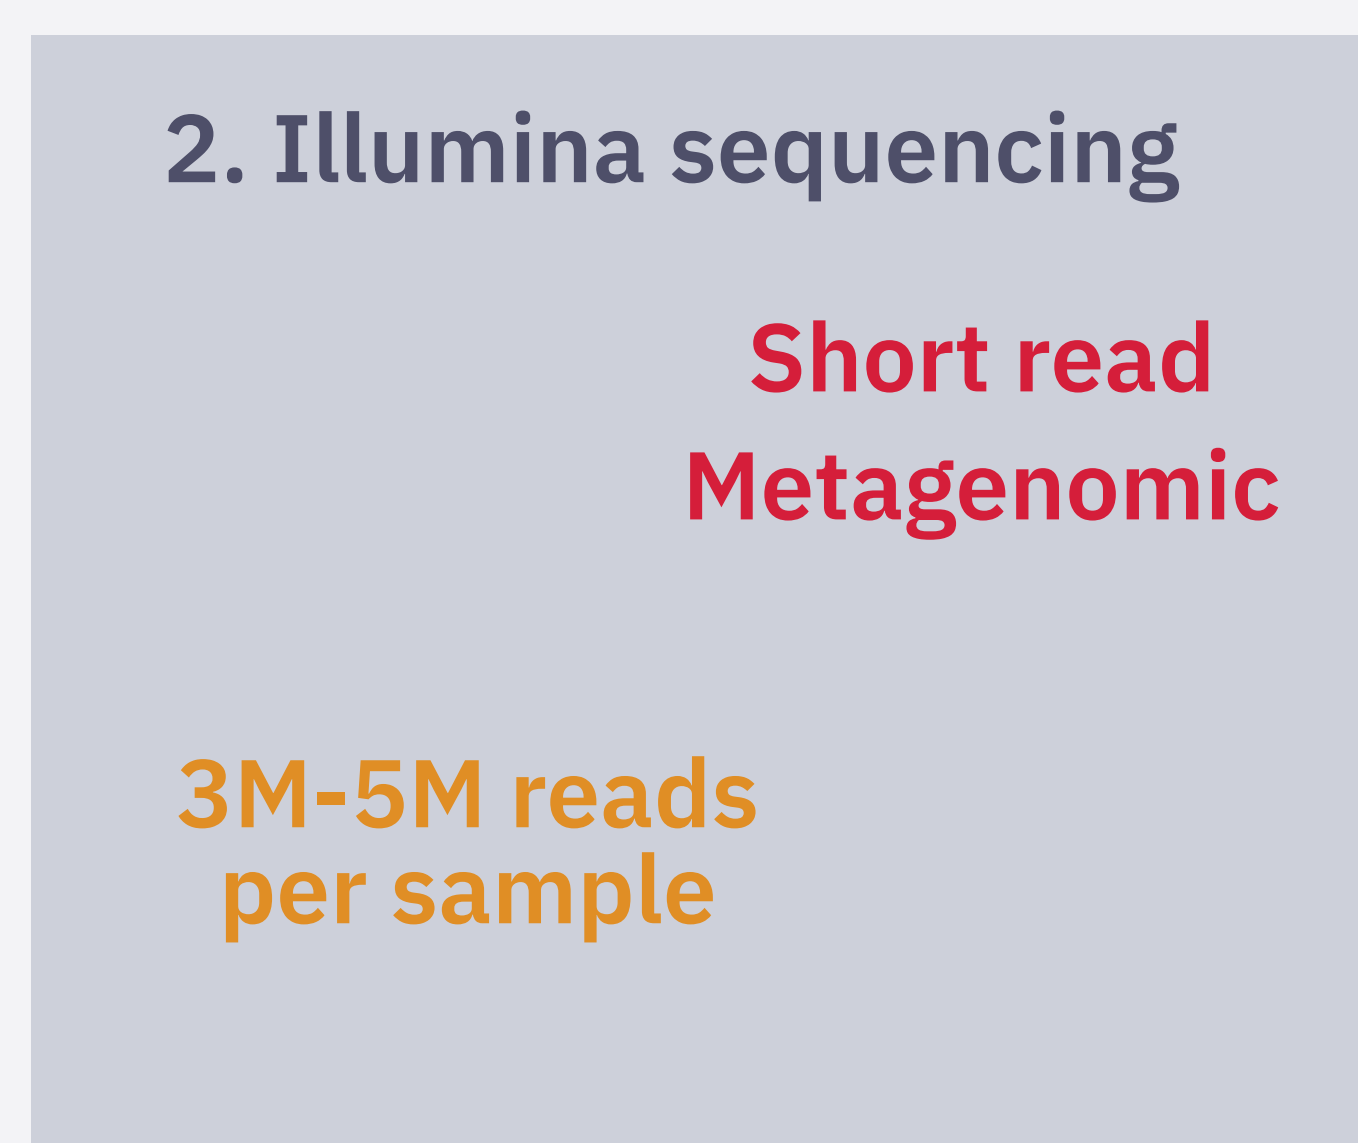 2. Illumina sequencing
Short read
Metagenomic
3M-5M reads
per sample